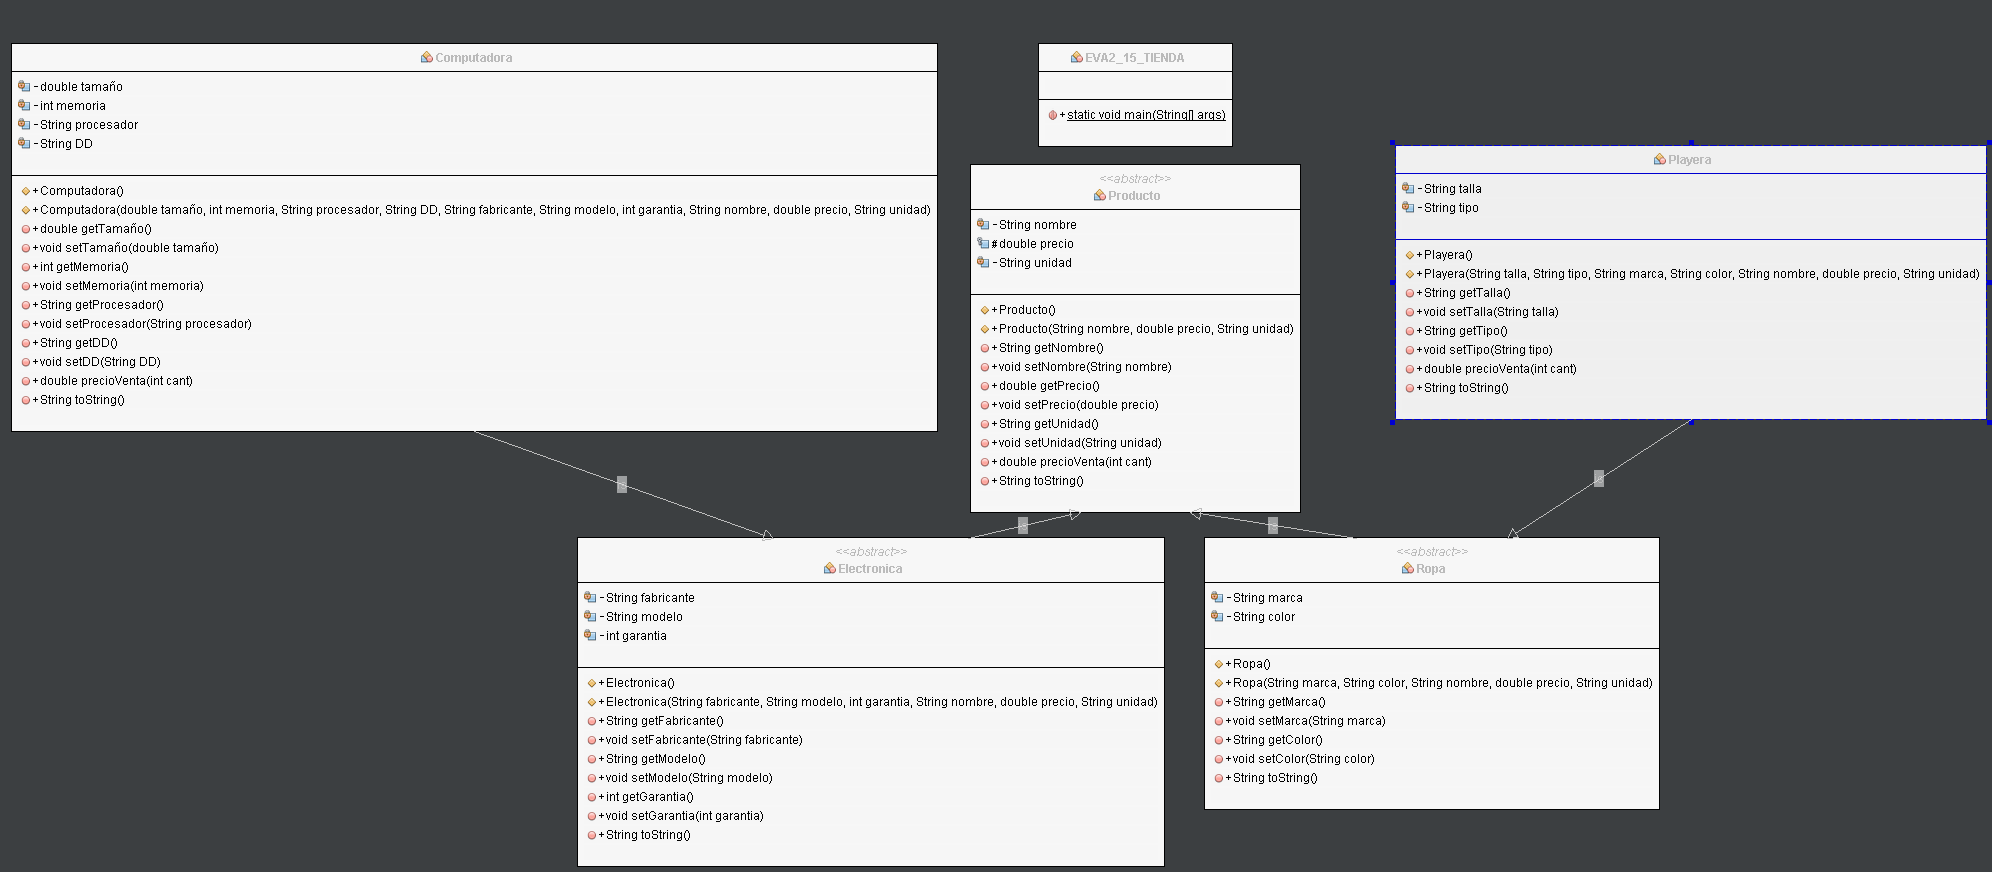 Computadora
- double tamaño
- int memoria
- String procesador
- String DD
+ Computadora()
+ Computadora(double tamaño, int memoria, String procesador, String DD, String fabricante, String modelo, int garantia, String nombre, double precio, String unidad)
+ double getTamaño()
+ void setTamaño(double tamaño)
+ int getMemoria()
+ void setMemoria(int memoria)
+ String getProcesador()
+ void setProcesador(String procesador)
+ String getDD()
+ void setDD(String DD)
+ double precioVenta(int cant)
+ String toString()
EVA2_15_TIENDA
+ static void main(String[] args)
<<abstract>>
Producto
- String nombre
# double precio
- String unidad
+ Producto()
+ Producto(String nombre, double precio, String unidad)
+ String getNombre()
+ void setNombre(String nombre)
+ double getPrecio()
+ void setPrecio(double precio)
+ String getUnidad()
+ void setUnidad(String unidad)
+ double precioVenta(int cant)
+ String toString()
Playera
- String talla
- String tipo
+ Playera()
+ Playera(String talla, String tipo, String marca, String color, String nombre, double precio, String unidad)
+ String getTalla()
+ void setTalla(String talla)
+ String getTipo()
+ void setTipo(String tipo)
+ double precioVenta(int cant)
+ String toString()
<<abstract>>
Electronica
- String fabricante
- String modelo
- int garantia
+ Electronica()
+ Electronica(String fabricante, String modelo, int garantia, String nombre, double precio, String unidad)
+ String getFabricante()
+ void setFabricante(String fabricante)
+ String getModelo()
+ void setModelo(String modelo)
+ int getGarantia()
+ void setGarantia(int garantia)
+ String toString()
<<abstract>>
Ropa
- String marca
- String color
+ Ropa()
+ Ropa(String marca, String color, String nombre, double precio, String unidad)
+ String getMarca()
+ void setMarca(String marca)
+ String getColor()
+ void setColor(String color)
+ String toString()